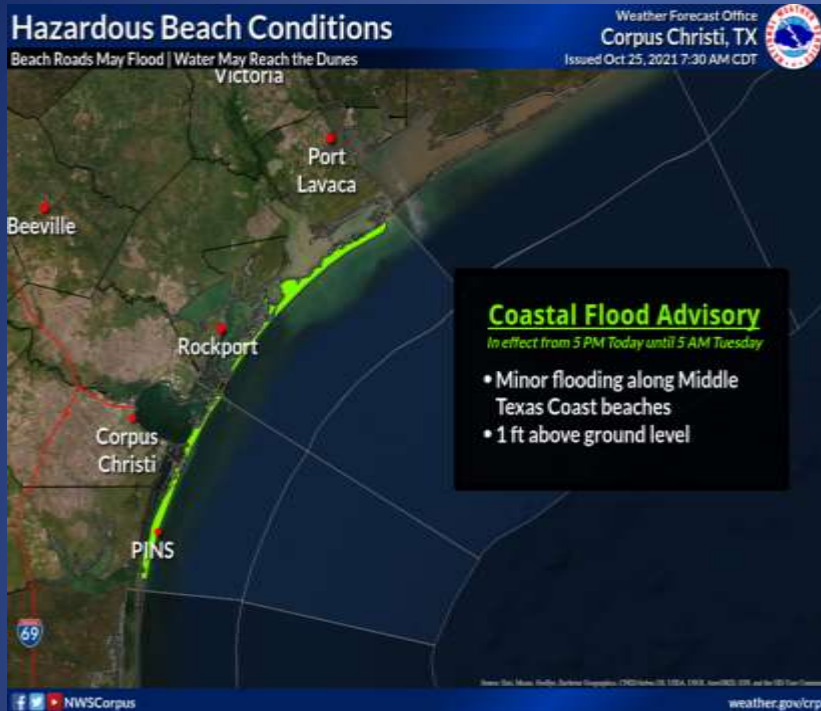 Hazardous Beach Conditions
Beach Roads May Flood | Water May Reach the Dunes
Weather Forecast Office
Corpus Christi, TX
Issued Oct 25, 2021 7:30 AM CDT
Victoria
Port
Lavaca
Beeville
Rockport
Corpus
Christi
PINS
69
Coastal Flood Advisory
In effect from 5 PM Today until 5 AM Tuesday
• Minor flooding along Middle
Texas Coast beaches
• 1 ft above ground level
NWSCorpus
weather.gov/crp